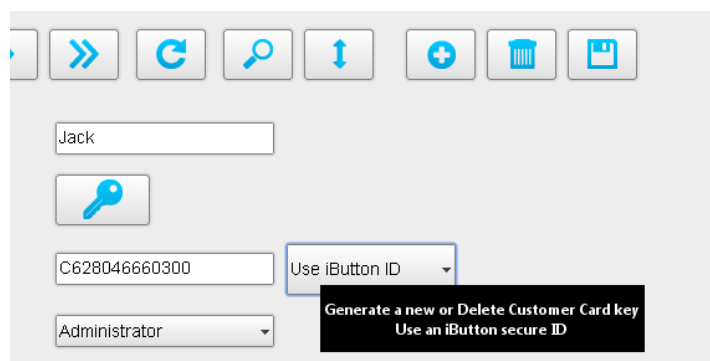 Jack
C628046660300
Use iButton ID
Generate a new or Delete Customer Card key
Use an iButton secure ID
Administrator